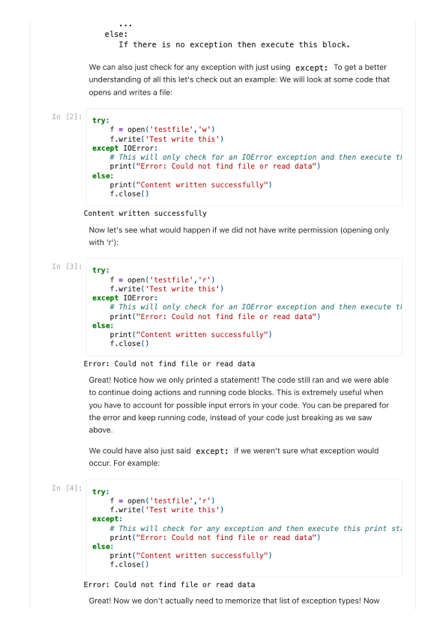 ...
else:
If there is no exception then execute this block.
We can also just check for any exception with just using except: To get a better
understanding of all this let's check out an example: We will look at some code that
opens and writes a file:
In [2]:
try:
    f = open('testfile','w')
    f.write('Test write this')
except IOError:
    # This will only check for an IOError exception and then execute
    print("Error: Could not find file or read data")
else:
    print("Content written successfully")
    f.close()
Content written successfully
Now let's see what would happen if we did not have write permission (opening only
with 'r'):
In [3]:
try:
    f = open('testfile','r')
    f.write('Test write this')
except IOError:
    # This will only check for an IOError exception and then execute
    print("Error: Could not find file or read data")
else:
    print("Content written successfully")
    f.close()
Error: Could not find file or read data
Great! Notice how we only printed a statement! The code still ran and we were able
to continue doing actions and running code blocks. This is extremely useful when
you have to account for possible input errors in your code. You can be prepared for
the error and keep running code, instead of your code just breaking as we saw
above.
We could have also just said except: if we weren't sure what exception would
occur. For example:
In [4]:
try:
    f = open('testfile','r')
    f.write('Test write this')
except:
    # This will check for any exception and then execute this print
    print("Error: Could not find file or read data")
else:
    print("Content written successfully")
    f.close()
Error: Could not find file or read data
Great! Now we don't actually need to memorize that list of exception types! Now